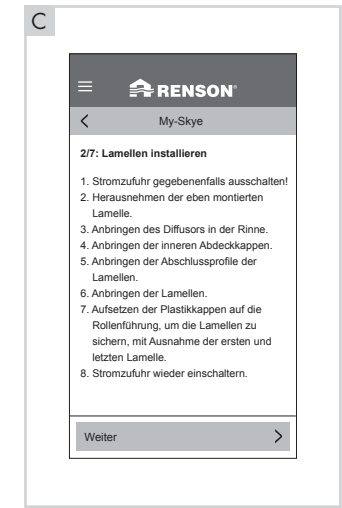 C
RENSON®
My-Skye
2/7: Lamellen installieren
1. Stromzufuhr gegebenenfalls ausschalten!
2. Herausnehmen der eben montierten
Lamelle.
3. Anbringen des Diffusors in der Rinne.
4. Anbringen der inneren Abdeckkappen.
5. Anbringen der Abschlussprofile der
Lamellen.
6. Anbringen der Lamellen.
7. Aufsetzen der Plastikkappen auf die
Rollenführung, um die Lamellen zu
sichern, mit Ausnahme der ersten und
letzten Lamelle.
8. Stromzufuhr wieder einschaltern.
Weiter